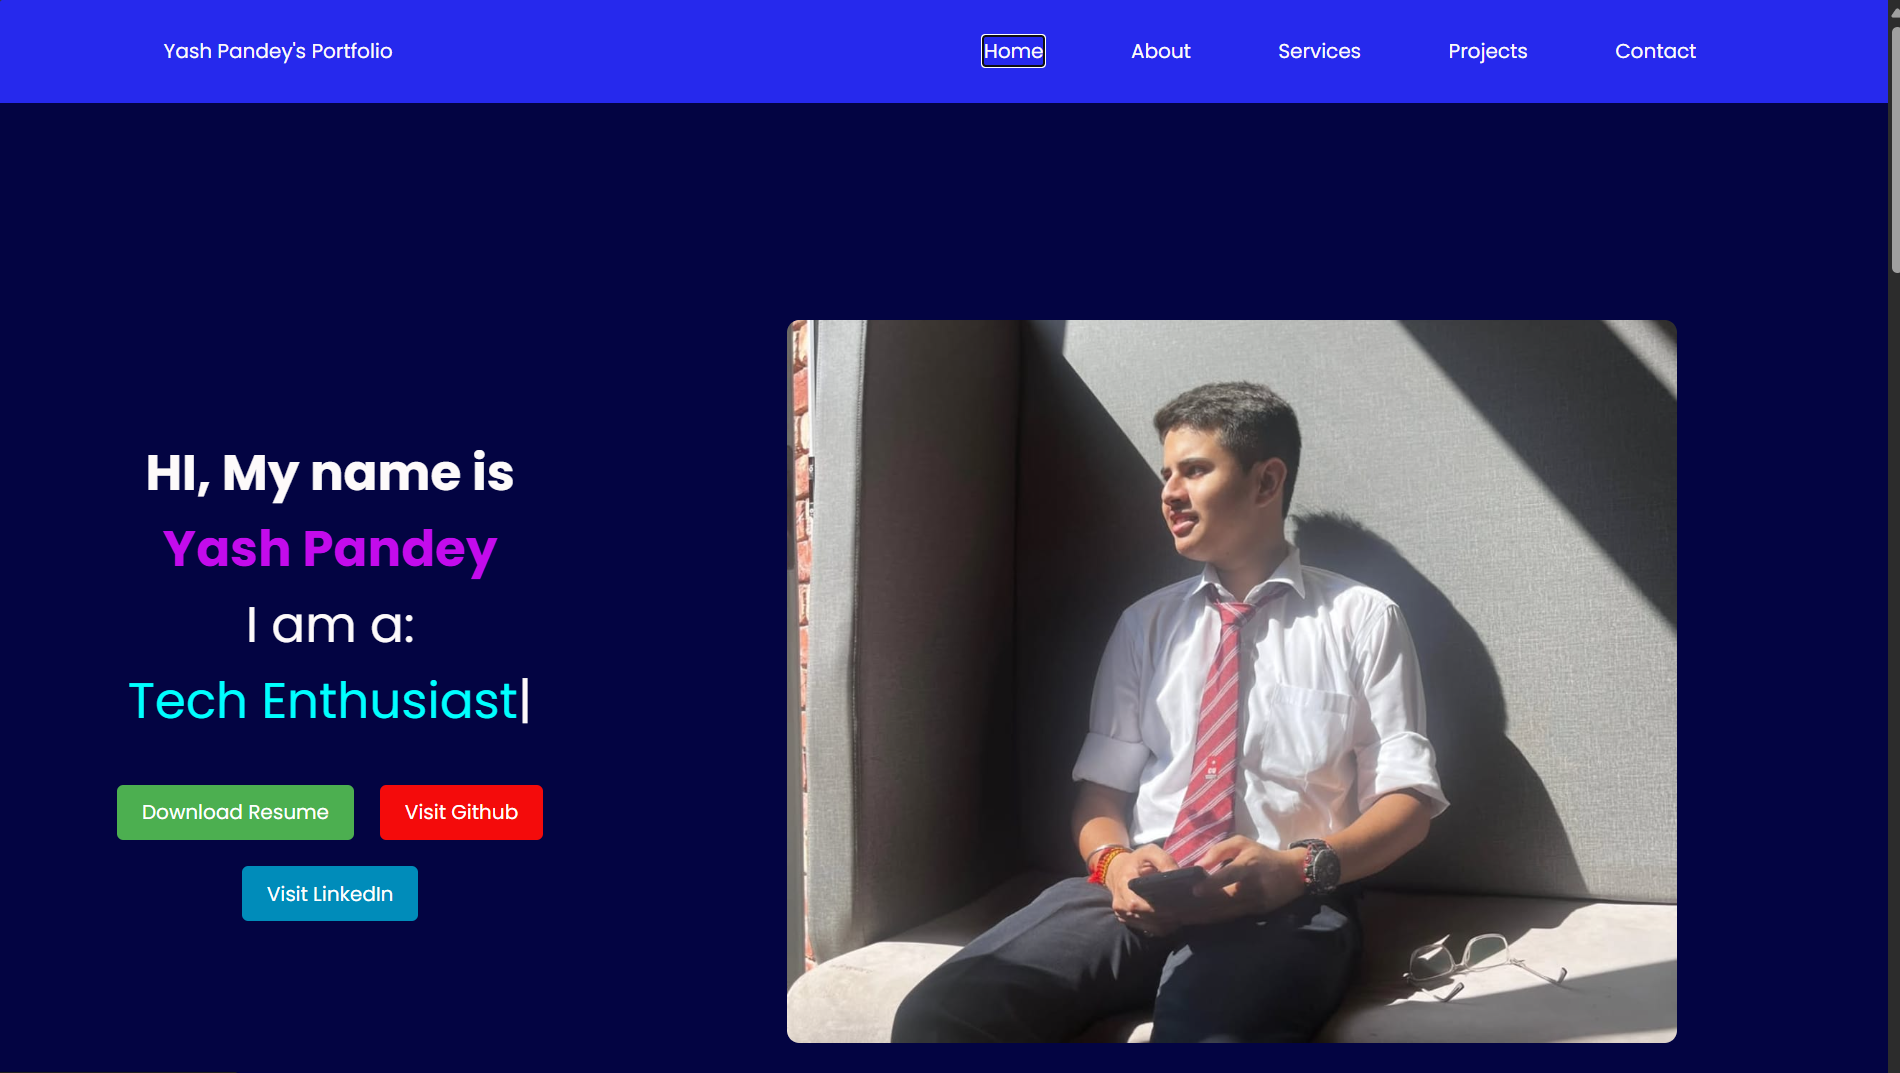 Yash Pandey's Portfolio
Home
About
Services
Projects
Contact
HI, My name is
Yash Pandey
I am a:
Tech Enthusiast|
Download Resume
Visit Github
Visit LinkedIn